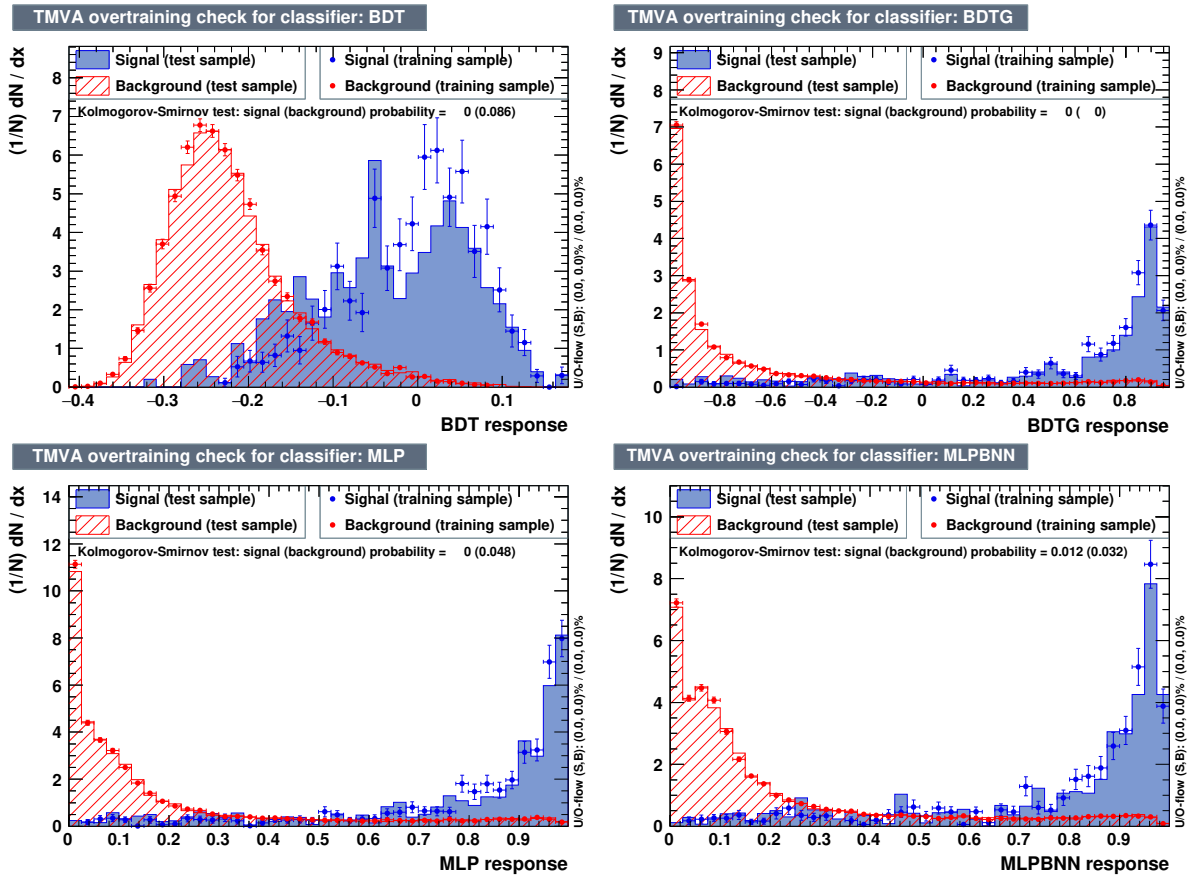 TMVA overtraining check for classifier: BDT
Signal (test sample)
Background (test sample)
Signal (training sample)
Background (training sample)
Kolmogorov-Smirnov test: signal (background) probability = 0 (0.086)
(1/N) dN / dx
8
7
6
5
4
3
2
1
0
−0.4 −0.3 −0.2 −0.1 0 0.1
BDT response
U/O-flow (S,B): (0.0, 0.0)% / (0.0, 0.0)%
TMVA overtraining check for classifier: BDTG
Signal (test sample)
Background (test sample)
Signal (training sample)
Background (training sample)
Kolmogorov-Smirnov test: signal (background) probability = 0 ( 0)
(1/N) dN / dx
9
8
7
6
5
4
3
2
1
0
−0.8 −0.6 −0.4 −0.2 0 0.2 0.4 0.6 0.8
BDTG response
U/O-flow (S,B): (0.0, 0.0)% / (0.0, 0.0)%
TMVA overtraining check for classifier: MLP
Signal (test sample)
Background (test sample)
Signal (training sample)
Background (training sample)
Kolmogorov-Smirnov test: signal (background) probability = 0 (0.048)
(1/N) dN / dx
14
12
10
8
6
4
2
0
0 0.1 0.2 0.3 0.4 0.5 0.6 0.7 0.8 0.9
MLP response
U/O-flow (S,B): (0.0, 0.0)% / (0.0, 0.0)%
TMVA overtraining check for classifier: MLPBNN
Signal (test sample)
Background (test sample)
Signal (training sample)
Background (training sample)
Kolmogorov-Smirnov test: signal (background) probability = 0.012 (0.032)
(1/N) dN / dx
10
8
6
4
2
0
0 0.1 0.2 0.3 0.4 0.5 0.6 0.7 0.8 0.9
MLPBNN response
U/O-flow (S,B): (0.0, 0.0)% / (0.0, 0.0)%